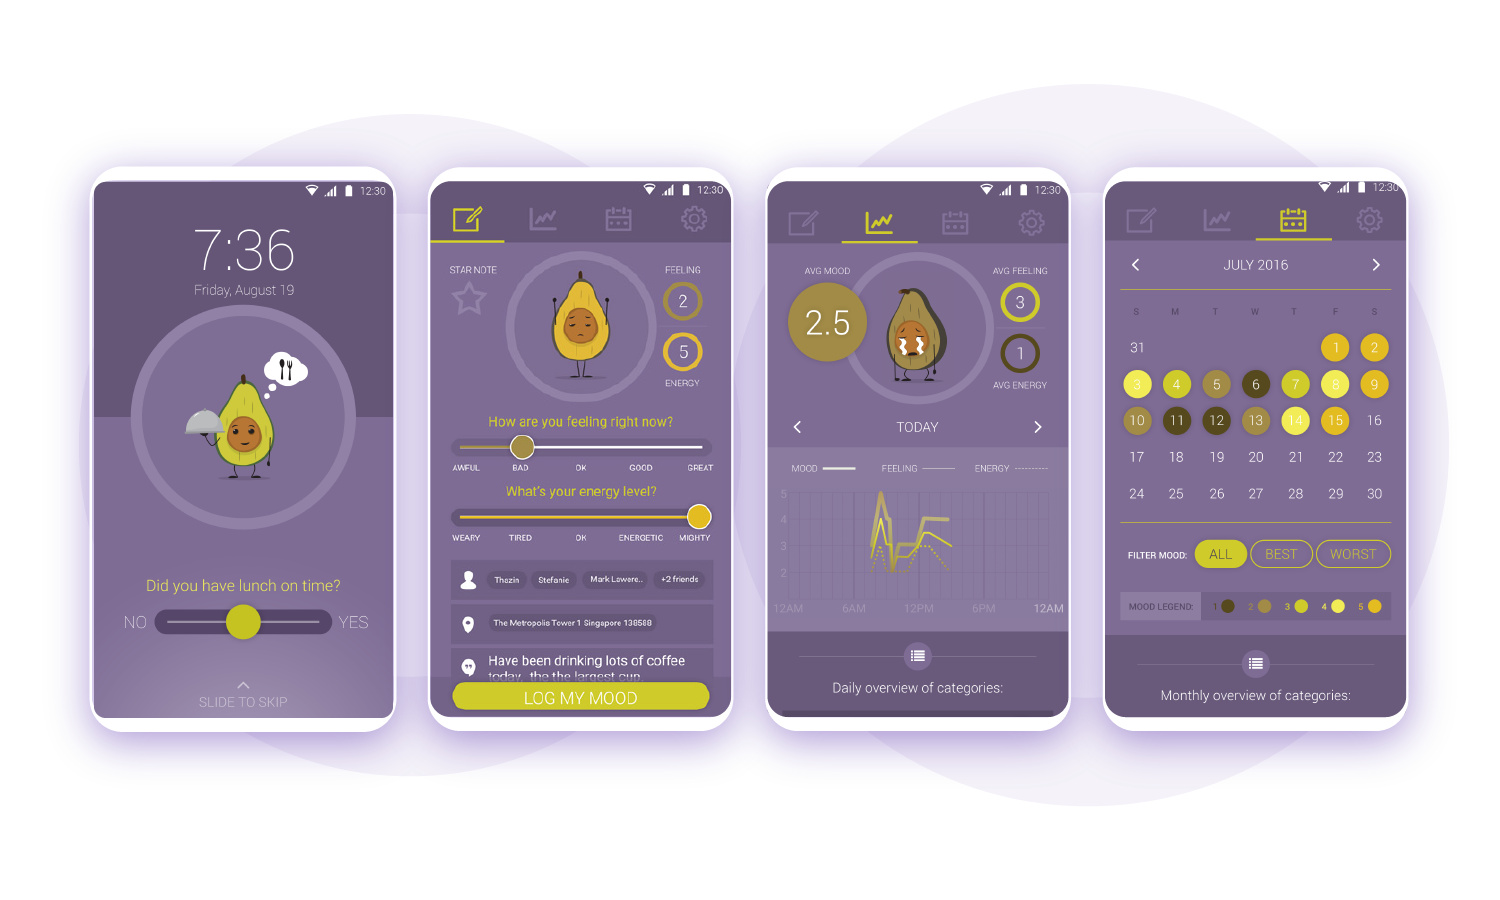 12:30
7:36
Friday, August 19
Did you have lunch on time?
NO YES
SLIDE TO SKIP
12:30
STAR NOTE
FEELING
2
5
ENERGY
How are you feeling right now?
AWFUL BAD OK GOOD GREAT
What's your energy level?
WEARY TIRED OK ENERGETIC MIGHTY
Thazin Stefanie Mark Lawere.. +2 friends
The Metropolis Tower 1 Singapore 138588
Have been drinking lots of coffee
today, the the largest cup
LOG MY MOOD
12:30
AVG MOOD
2.5
AVG FEELING
3
1
AVG ENERGY
TODAY
MOOD FEELING ENERGY
5
4
3
2
12AM 6AM 12PM 6PM 12AM
Daily overview of categories:
12:30
JULY 2016
S M T W T F S
31 1 2
3 4 5 6 7 8 9
10 11 12 13 14 15 16
17 18 19 20 21 22 23
24 25 26 27 28 29 30
FILTER MOOD: ALL BEST WORST
MOOD LEGEND: 1 2 3 4 5
Monthly overview of categories: